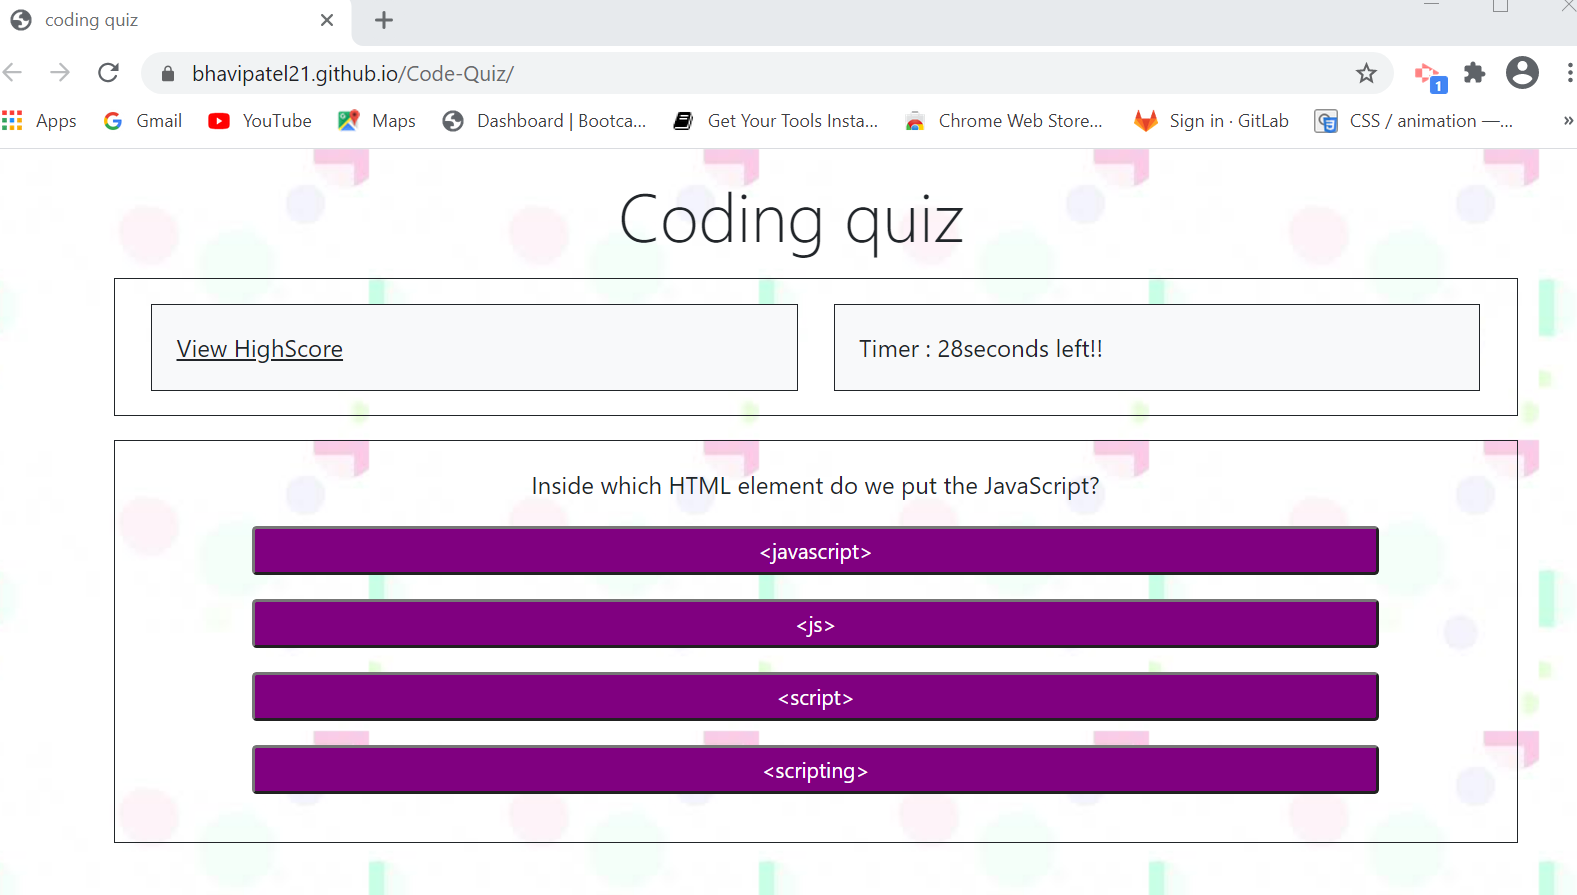 coding quiz
bhavipatel21.github.io/Code-Quiz/
1
Apps Gmail YouTube Maps Dashboard | Bootca... Get Your Tools Insta... Chrome Web Store... Sign in · GitLab CSS / animation —... »
Coding quiz
View HighScore
Timer : 28seconds left!!
Inside which HTML element do we put the JavaScript?
<javascript>
<js>
<script>
<scripting>